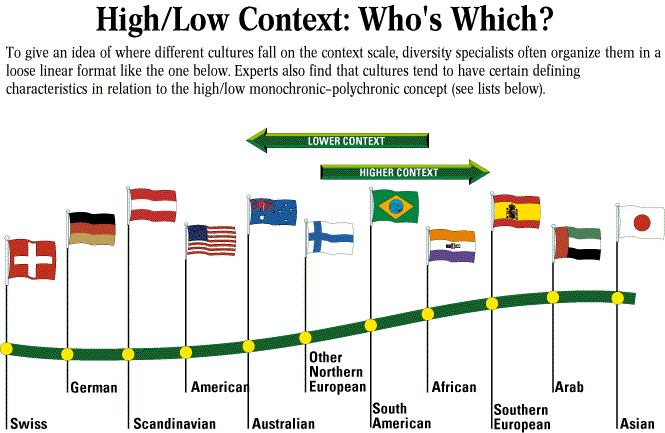 High/Low Context: Who's Which?
To give an idea of where different cultures fall on the context scale, diversity specialists often organize them in a
loose linear format like the one below. Experts also find that cultures tend to have certain defining
characteristics in relation to the high/low monochronic–polychronic concept (see lists below).
LOWER CONTEXT
HIGHER CONTEXT
Swiss
German
Scandinavian
American
Australian
Other
Northern
European
South
American
African
Southern
European
Arab
Asian